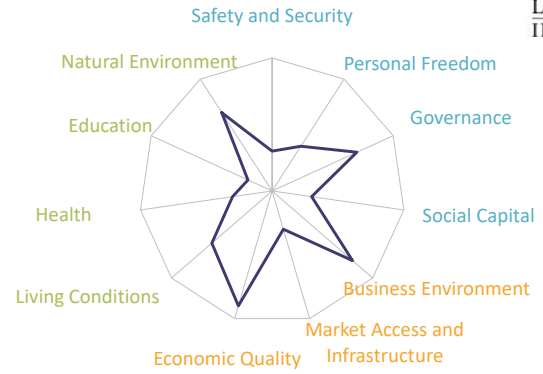 Safety and Security
Natural Environment
Personal Freedom
Education
Governance
Health
Social Capital
Living Conditions
Business Environment
Market Access and
Infrastructure
Economic Quality